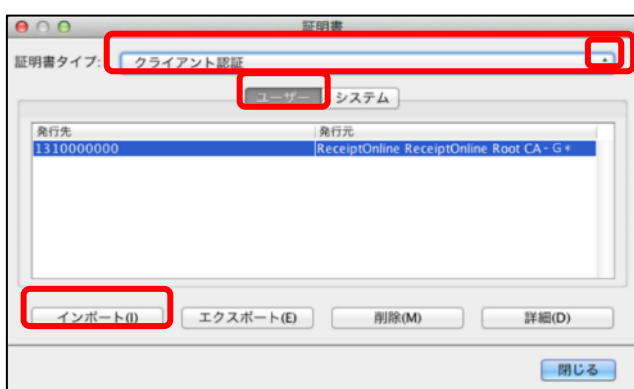 証明書
証明書タイプ: クライアント認証
ユーザー システム
発行先 発行元
1310000000 ReceiptOnline ReceiptOnline Root CA - G*
インポート(I) エクスポート(E) 削除(M) 詳細(D)
閉じる